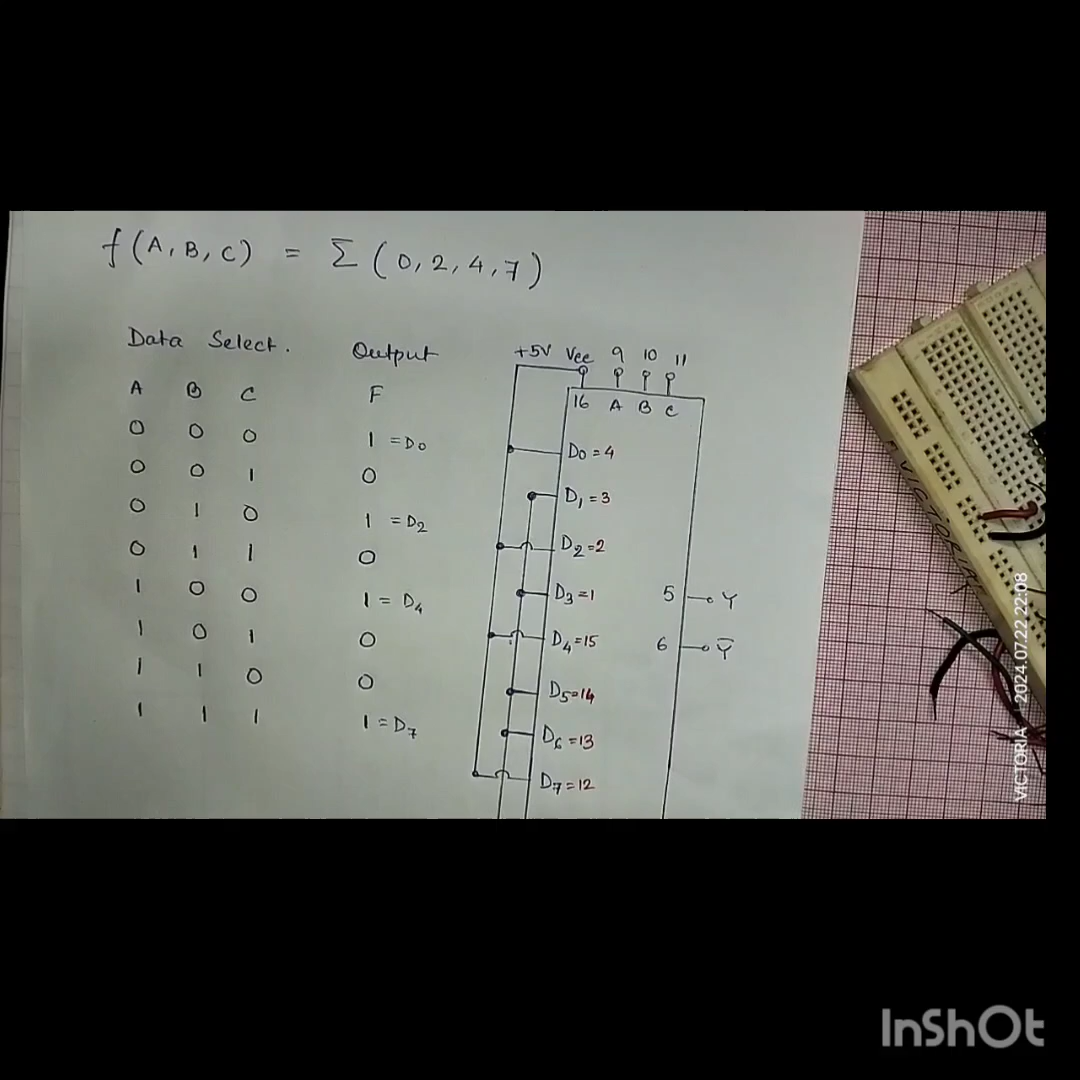 f(A,B,C) = Σ(0,2,4,7)
Data Select. Output
A B C F
0 0 0 1 = D0
0 0 1 0
0 1 0 1 = D2
0 1 1 0
1 0 0 1 = D4
1 0 1 0
1 1 0 0
1 1 1 1 = D7
+5V Vcc 9 10 11
16 A B C
D0 = 4
D1 = 3
D2 = 2
D3 = 1
D4 = 15
D5 = 14
D6 = 13
D7 = 12
5 Y
6 Ȳ
VICTORIA
VICTORIA 2024.07.22 22:08
InShOt